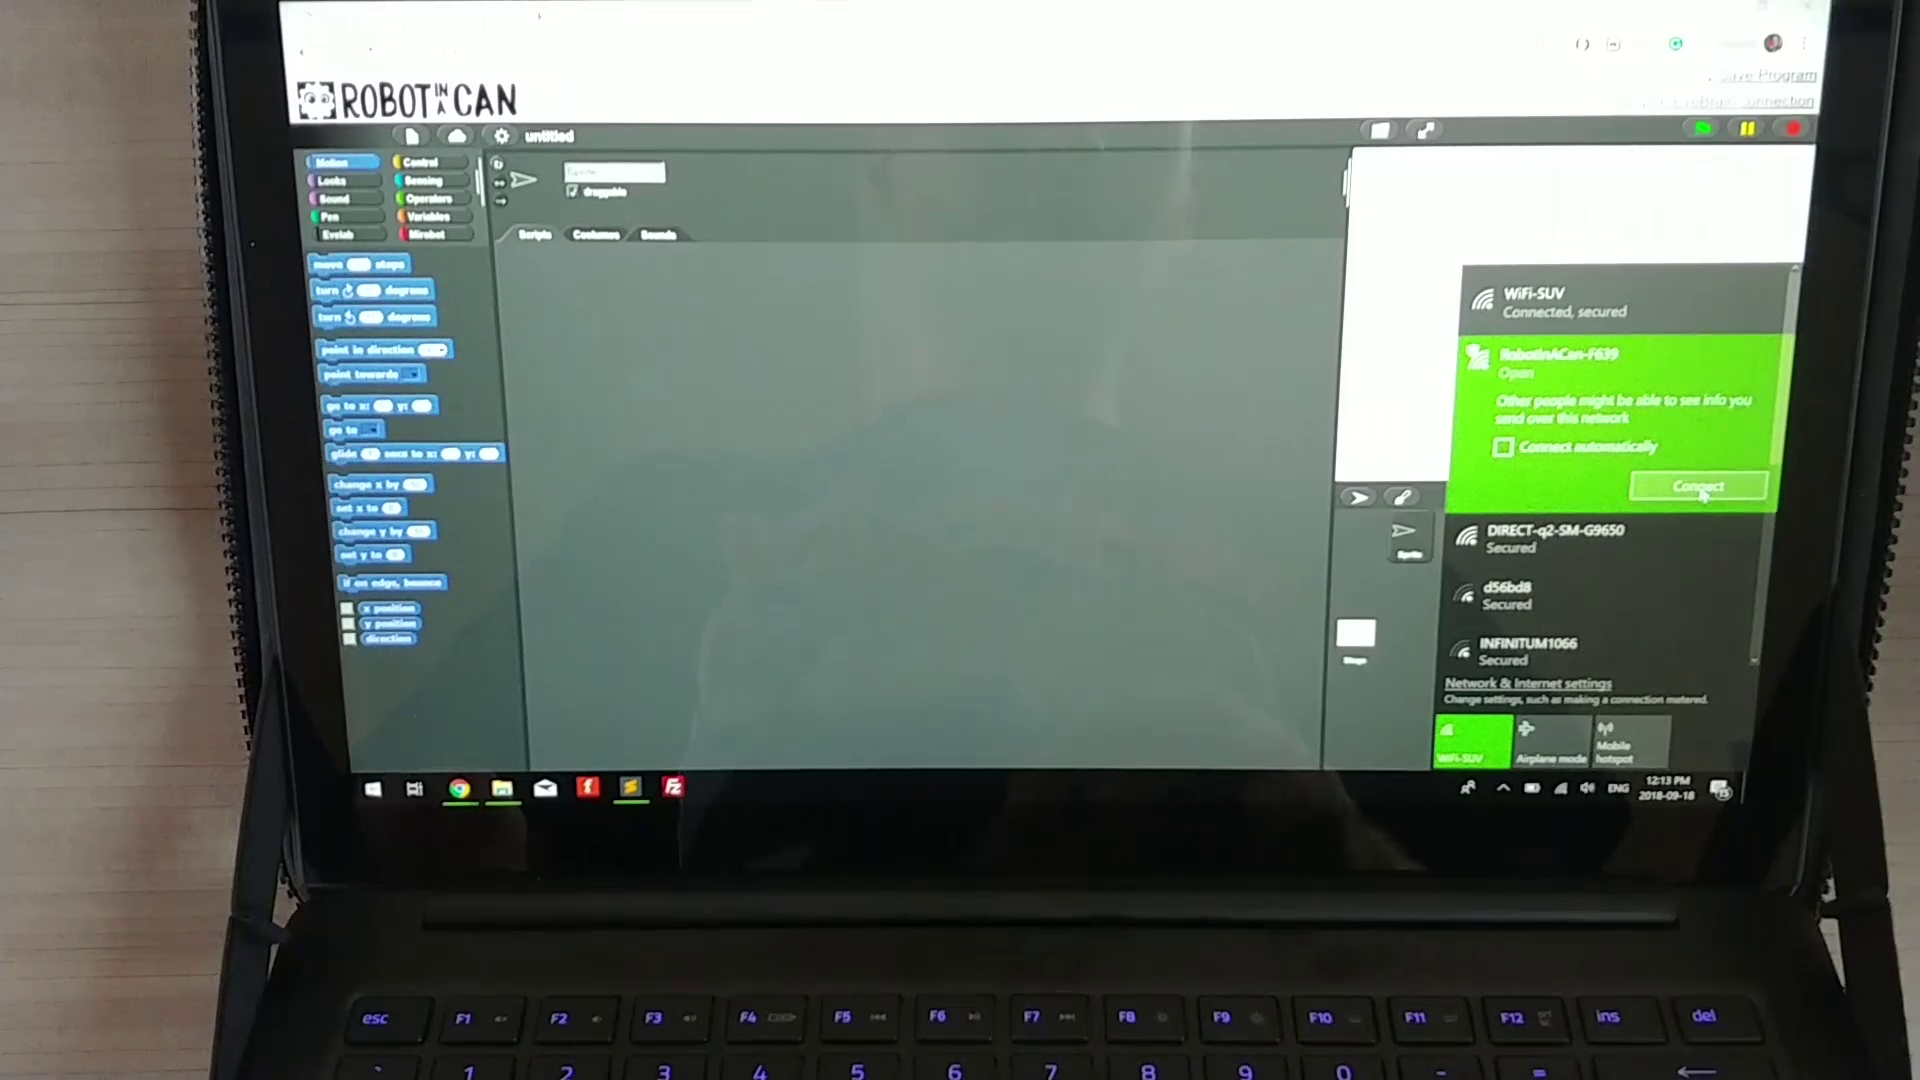 Save Program
ROBOT IN A CAN
Connection
untitled
Motion Control
Looks Sensing
Sound Operators
Pen Variables
Mirobot
Sprite
draggable
Scripts Costumes Sounds
move steps
turn degrees
turn degrees
point in direction
point towards
go to x: y:
go to
glide secs to x: y:
change x by
set x to
change y by
set y to
if on edge, bounce
x position
y position
direction
Sprite
Stage
WiFi-SUV
Connected, secured
RobotInACan-F639
Open
Other people might be able to see info you
send over this network
Connect automatically
Connect
DIRECT-q2-SM-G9650
Secured
d56bd8
Secured
INFINITUM1066
Secured
Network & Internet settings
Change settings, such as making a connection metered.
WiFi-SUV
Airplane mode
Mobile
hotspot
Fz
ENG
12:13 PM
2018-09-18
15
esc F1 F2 F3 F4 F5 F6 F7 F8 F9 F10 F11 F12 ins del
` 1 2 3 4 5 6 7 8 9 0 - =